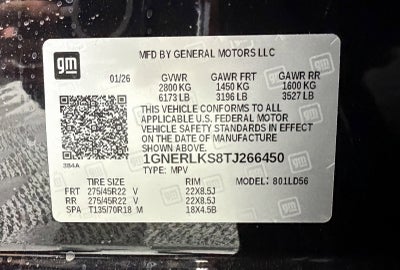 gm
MFD BY GENERAL MOTORS LLC
01/26 GVWR GAWR FRT GAWR RR
2800 KG 1450 KG 1600 KG
6173 LB 3196 LB 3527 LB
THIS VEHICLE CONFORMS TO ALL
APPLICABLE U.S. FEDERAL MOTOR
VEHICLE SAFETY STANDARDS IN EFFECT
ON THE DATE OF MANUFACTURE
SHOWN ABOVE.
384A
1GNERLKS8TJ266450
TYPE: MPV
TIRE SIZE RIM MODEL: 801LD56
FRT 275/45R22 V 22X8.5J
RR 275/45R22 V 22X8.5J
SPA T135/70R18 M 18X4.5B